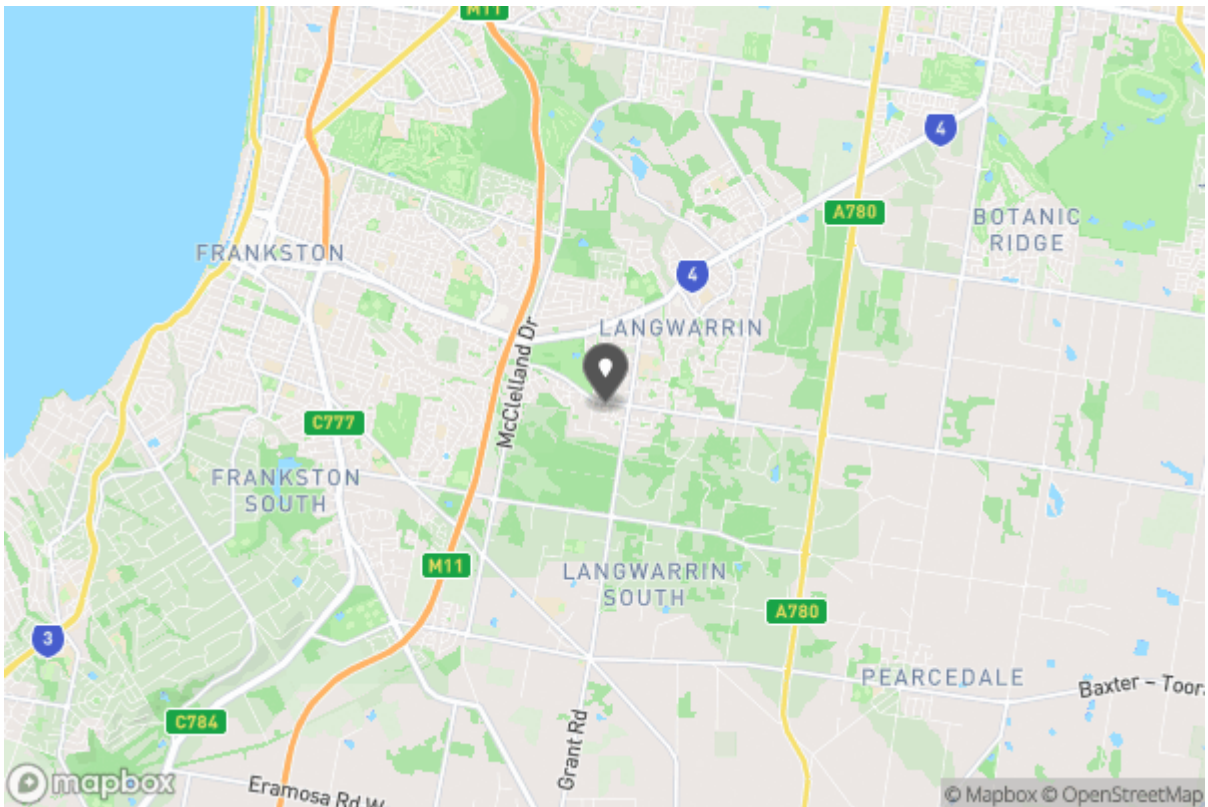 M11
4
A780
BOTANIC
RIDGE
FRANKSTON
4
LANGWARRIN
McClelland Dr
C777
FRANKSTON
SOUTH
M11
LANGWARRIN
SOUTH
A780
3
PEARCEDALE
Baxter – Toor
C784
Grant Rd
Eramosa Rd W
mapbox
© Mapbox © OpenStreetMap